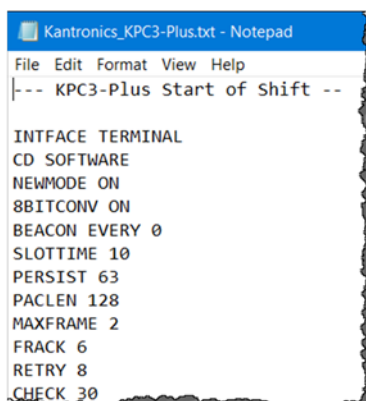 Kantronics_KPC3-Plus.txt - Notepad
File Edit Format View Help
--- KPC3-Plus Start of Shift --
INTFACE TERMINAL
CD SOFTWARE
NEWMODE ON
8BITCONV ON
BEACON EVERY 0
SLOTTIME 10
PERSIST 63
PACLEN 128
MAXFRAME 2
FRACK 6
RETRY 8
CHECK 30